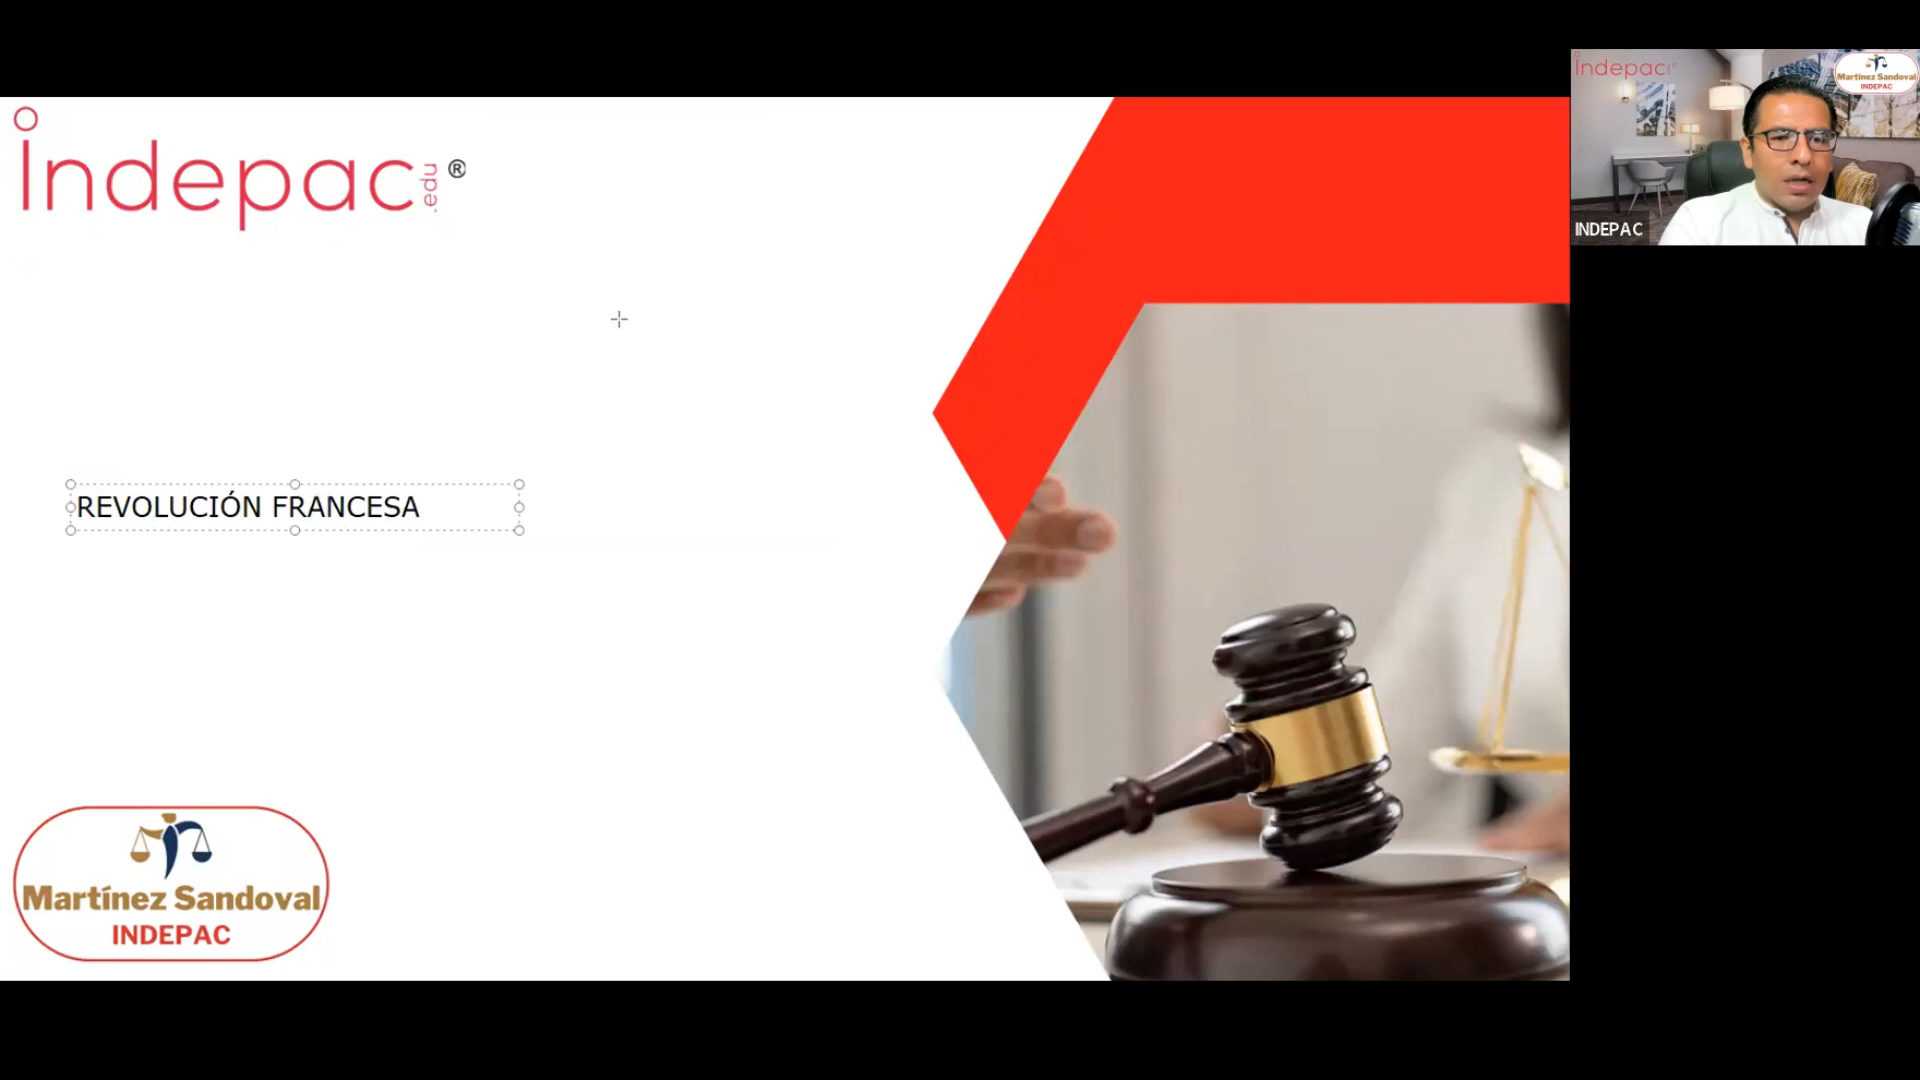 indepac .edu ®
REVOLUCIÓN FRANCESA
Martínez Sandoval
INDEPAC
indepac
Martínez Sandoval
INDEPAC
INDEPAC